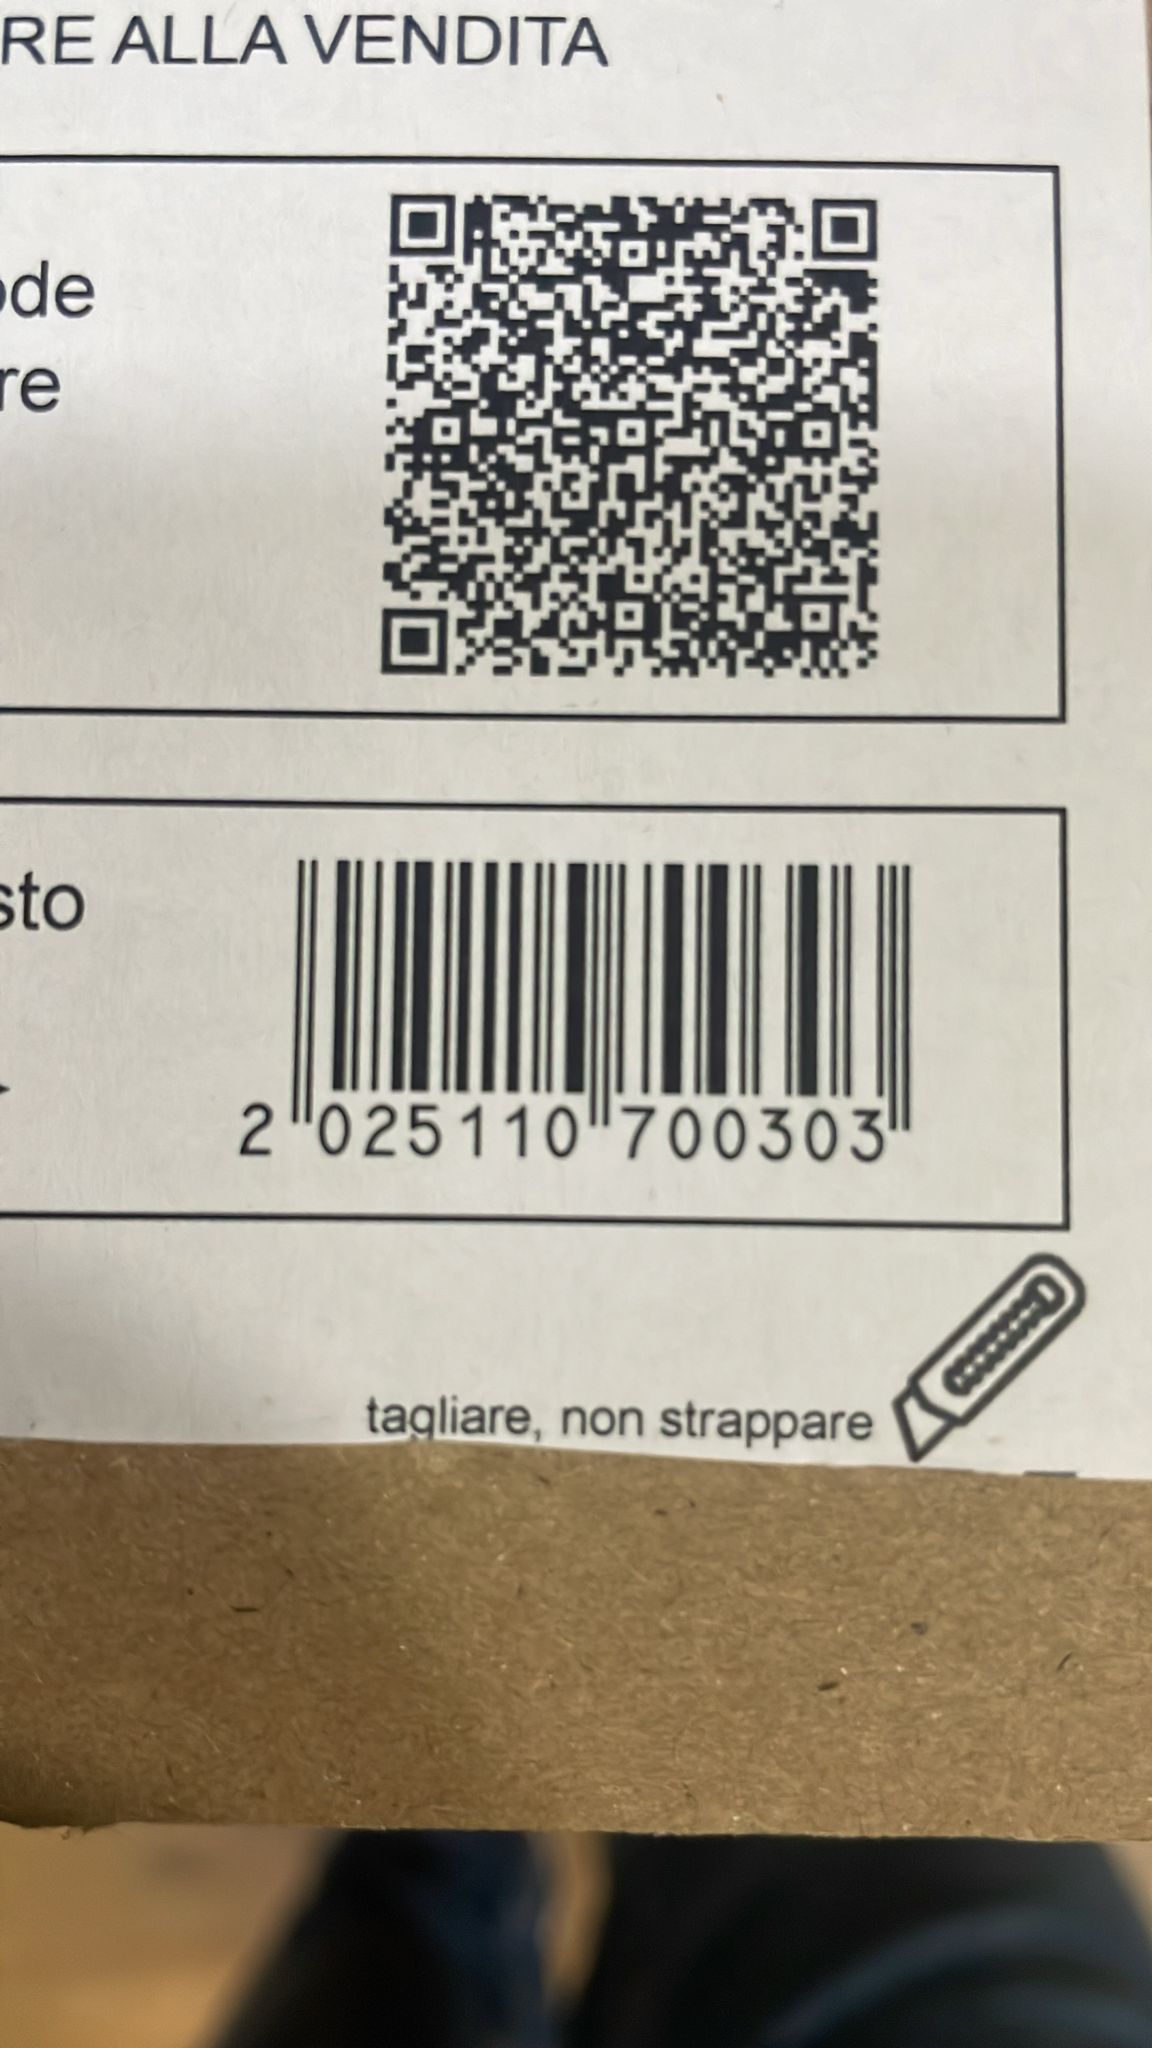 RE ALLA VENDITA
ode
re
sto
2 025110 700303
tagliare, non strappare